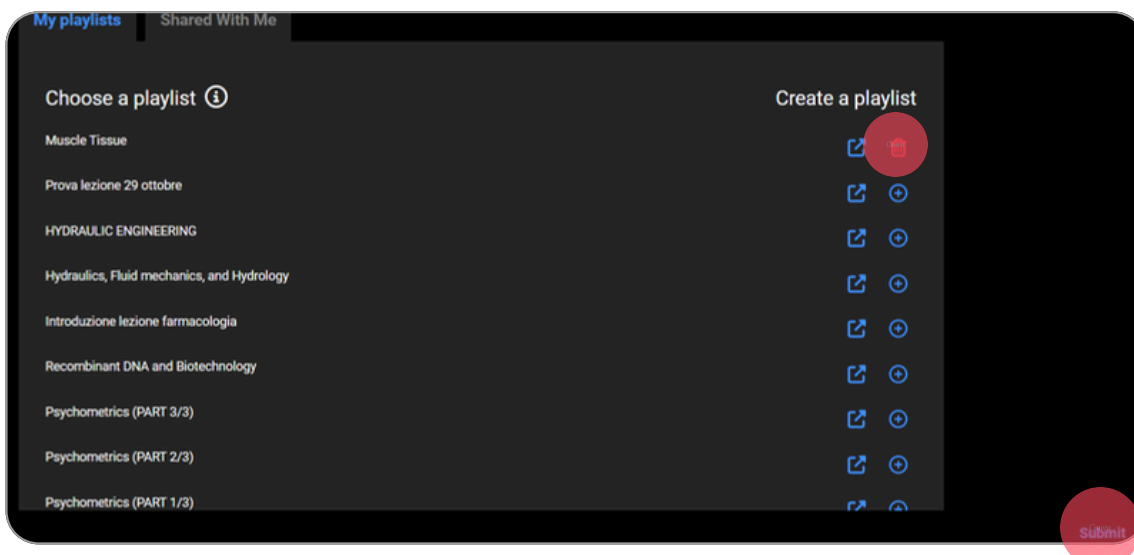 My playlists Shared With Me
Choose a playlist Create a playlist
Muscle Tissue
Prova lezione 29 ottobre
HYDRAULIC ENGINEERING
Hydraulics, Fluid mechanics, and Hydrology
Introduzione lezione farmacologia
Recombinant DNA and Biotechnology
Psychometrics (PART 3/3)
Psychometrics (PART 2/3)
Psychometrics (PART 1/3)
Submit